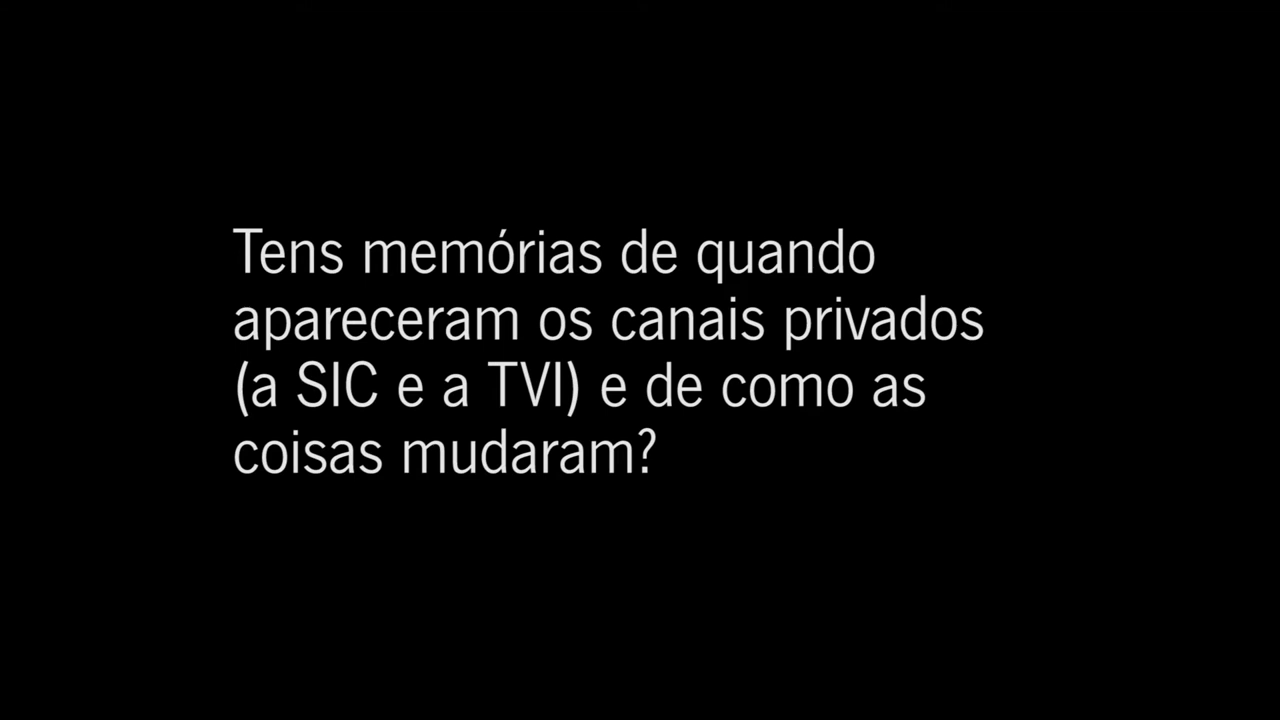 Tens memórias de quando
apareceram os canais privados
(a SIC e a TVI) e de como as
coisas mudaram?